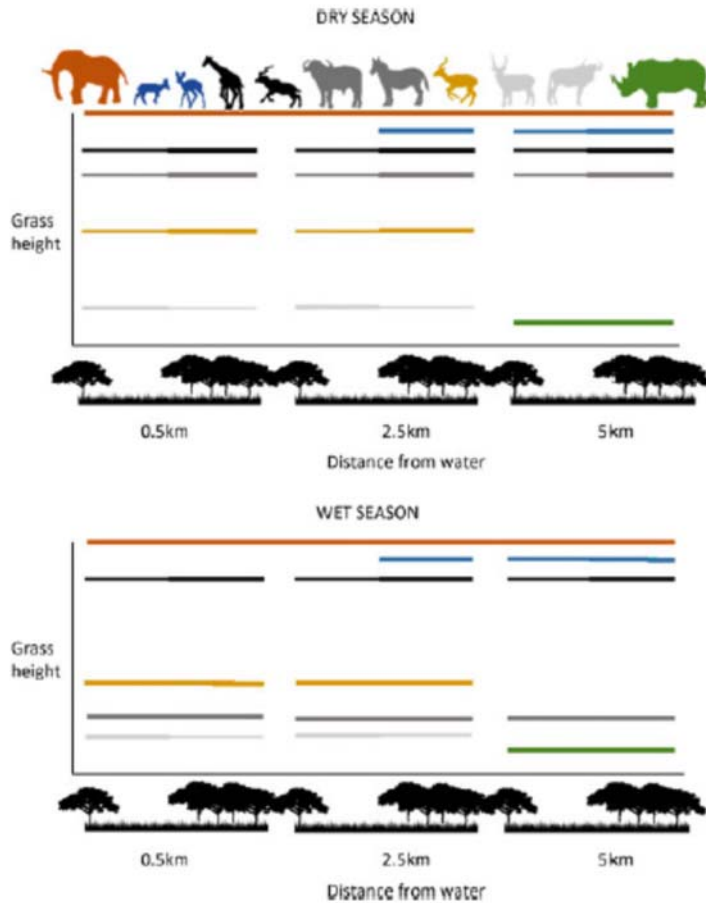 DRY SEASON
Grass
height
0.5km
2.5km
5km
Distance from water
WET SEASON
Grass
height
0.5km
2.5km
5km
Distance from water